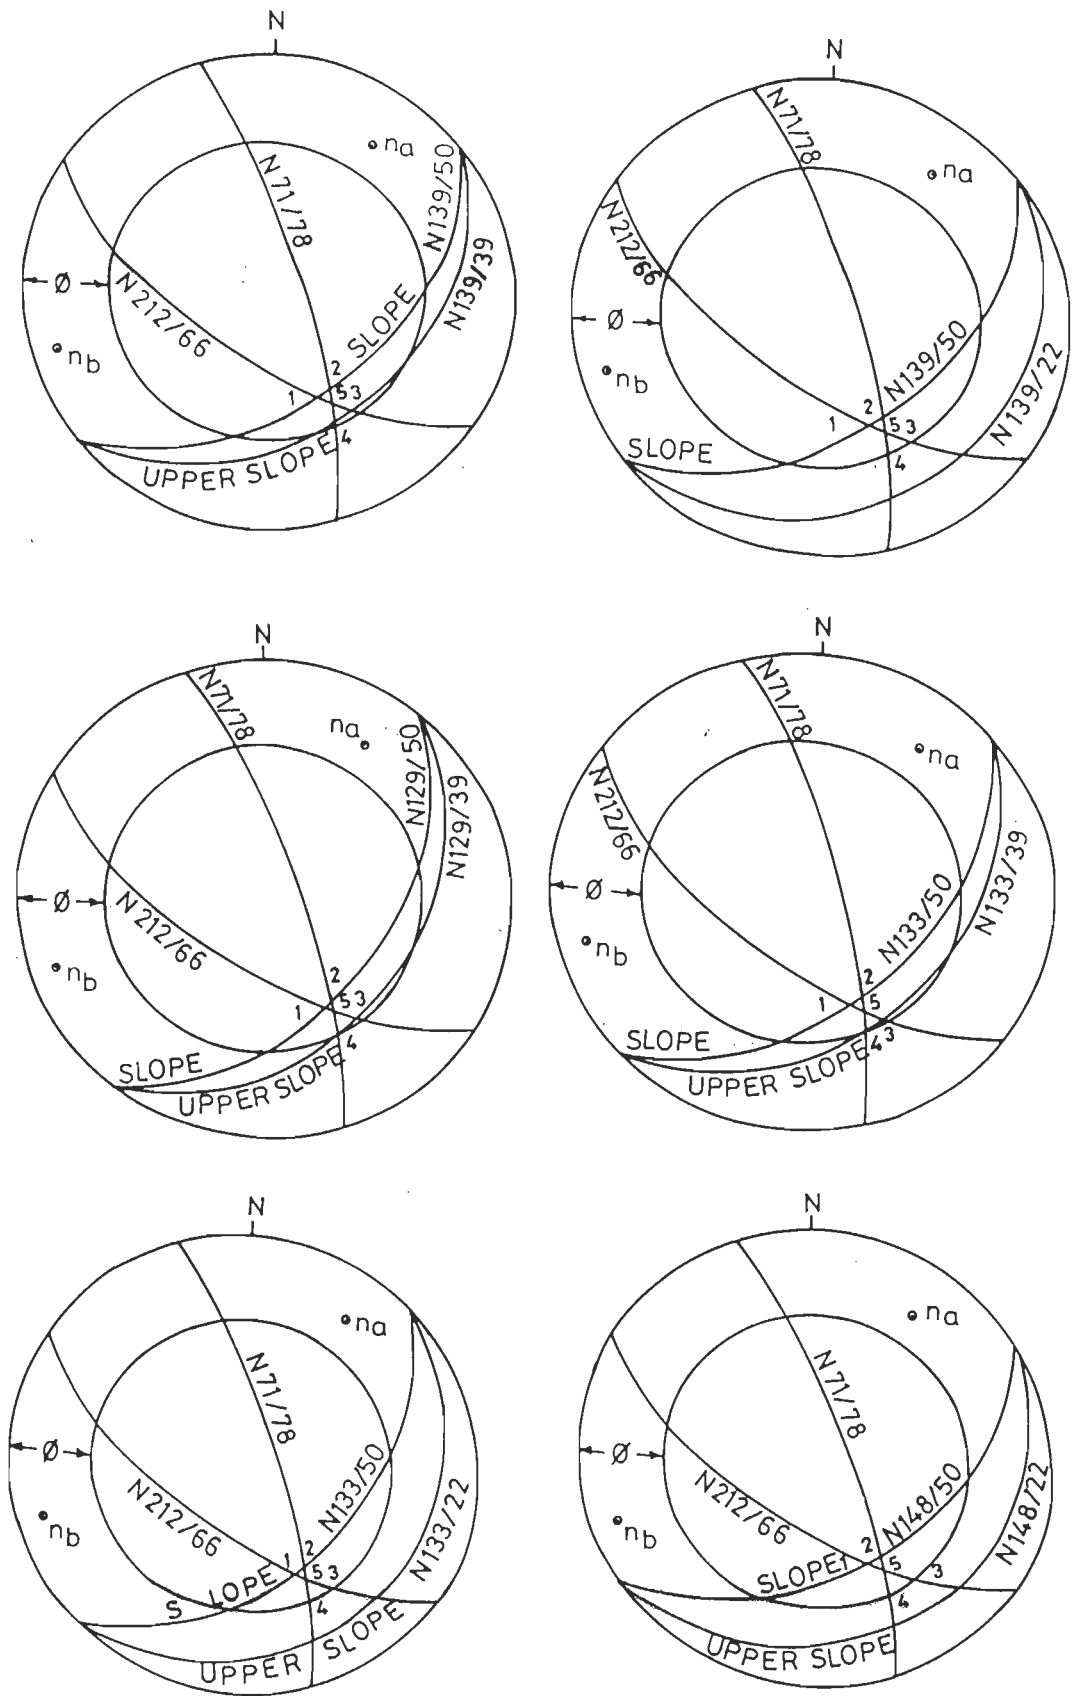 N
N71/78
na
N139/50
N139/39
Ø
N212/66
nb
SLOPE
1
2
5 3
4
UPPER SLOPE
N
N71/78
na
N212/66
Ø
nb
N139/50
N139/22
SLOPE
1
2
5 3
4
N
N71/78
na
N129/50
N129/39
Ø
N212/66
nb
1
2
5 3
4
SLOPE
UPPER SLOPE
N
N71/78
na
N212/66
Ø
nb
N133/50
N133/39
1
2
5
4 3
SLOPE
UPPER SLOPE
N
na
N71/78
Ø
nb
N212/66
N133/50
N133/22
1 2
5 3
4
SLOPE
UPPER SLOPE
N
na
N71/78
Ø
nb
N212/66
N148/50
N148/22
SLOPE 1
2
5 3
4
UPPER SLOPE